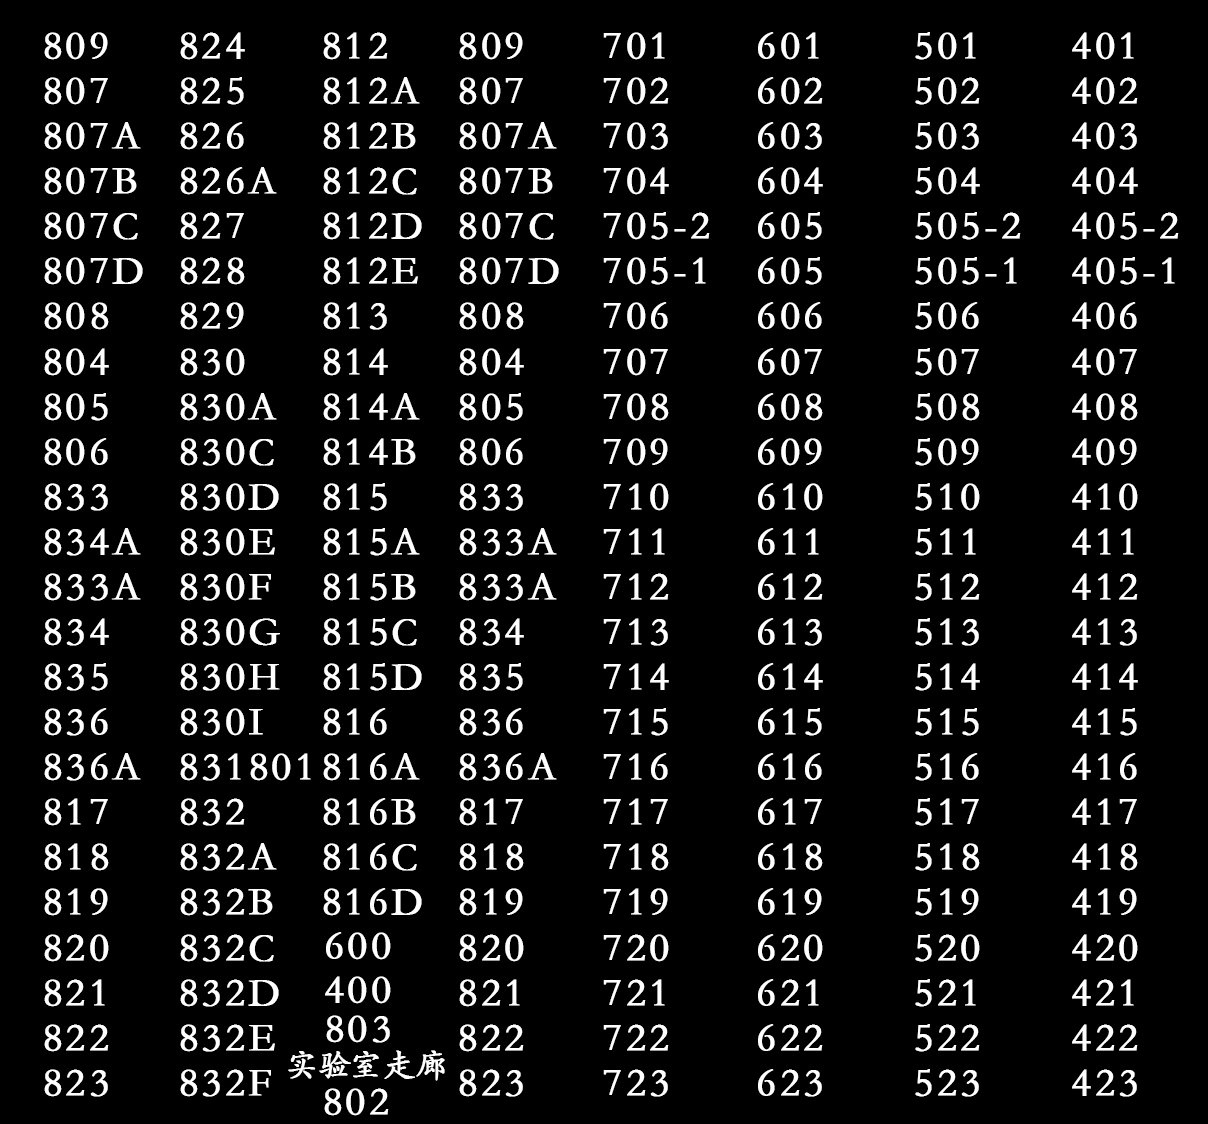 809 824 812 809 701 601 501 401
807 825 812A 807 702 602 502 402
807A 826 812B 807A 703 603 503 403
807B 826A 812C 807B 704 604 504 404
807C 827 812D 807C 705-2 605 505-2 405-2
807D 828 812E 807D 705-1 605 505-1 405-1
808 829 813 808 706 606 506 406
804 830 814 804 707 607 507 407
805 830A 814A 805 708 608 508 408
806 830C 814B 806 709 609 509 409
833 830D 815 833 710 610 510 410
834A 830E 815A 833A 711 611 511 411
833A 830F 815B 833A 712 612 512 412
834 830G 815C 834 713 613 513 413
835 830H 815D 835 714 614 514 414
836 830I 816 836 715 615 515 415
836A 831801 816A 836A 716 616 516 416
817 832 816B 817 717 617 517 417
818 832A 816C 818 718 618 518 418
819 832B 816D 819 719 619 519 419
820 832C 600 820 720 620 520 420
821 832D 400 821 721 621 521 421
822 832E 803 822 722 622 522 422
实验室走廊
823 832F 802 823 723 623 523 423